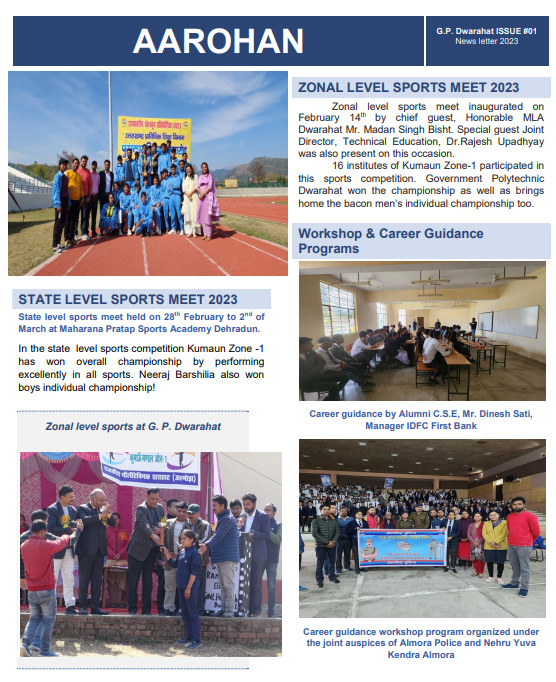 AAROHAN
G.P. Dwarahat ISSUE #01
News letter 2023
ZONAL LEVEL SPORTS MEET 2023
Zonal level sports meet inaugurated on
February 14th by chief guest, Honorable MLA
Dwarahat Mr. Madan Singh Bisht. Special guest Joint
Director, Technical Education, Dr.Rajesh Upadhyay
was also present on this occasion.
16 institutes of Kumaun Zone-1 participated in
this sports competition. Government Polytechnic
Dwarahat won the championship as well as brings
home the bacon men's individual championship too.
Workshop & Career Guidance
Programs
Career guidance by Alumni C.S.E, Mr. Dinesh Sati,
Manager IDFC First Bank
Career guidance workshop program organized under
the joint auspices of Almora Police and Nehru Yuva
Kendra Almora
STATE LEVEL SPORTS MEET 2023
State level sports meet held on 28th February to 2nd of
March at Maharana Pratap Sports Academy Dehradun.
In the state level sports competition Kumaun Zone -1
has won overall championship by performing
excellently in all sports. Neeraj Barshilia also won
boys individual championship!
Zonal level sports at G. P. Dwarahat